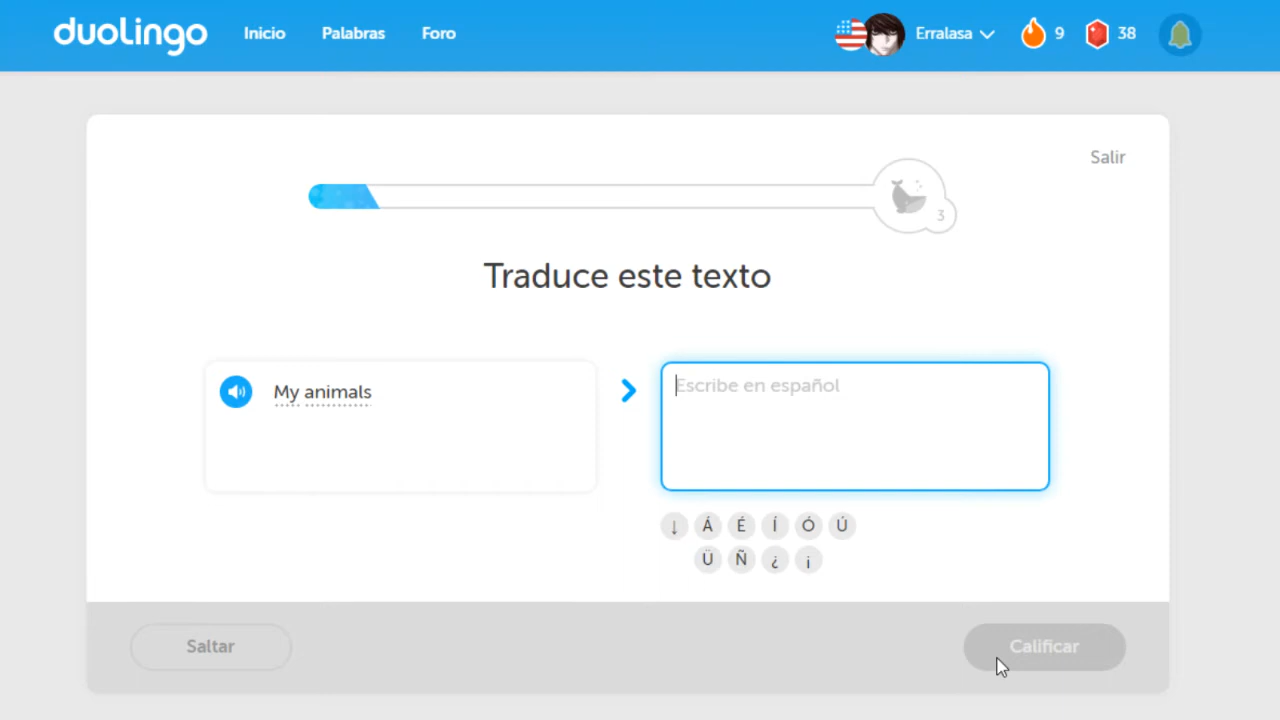 duolingo Inicio Palabras Foro Erralasa 9 38
Salir
3
Traduce este texto
My animals
Escribe en español
↓ Á É Í Ó Ú
Ü Ñ ¿ ¡
Saltar Calificar